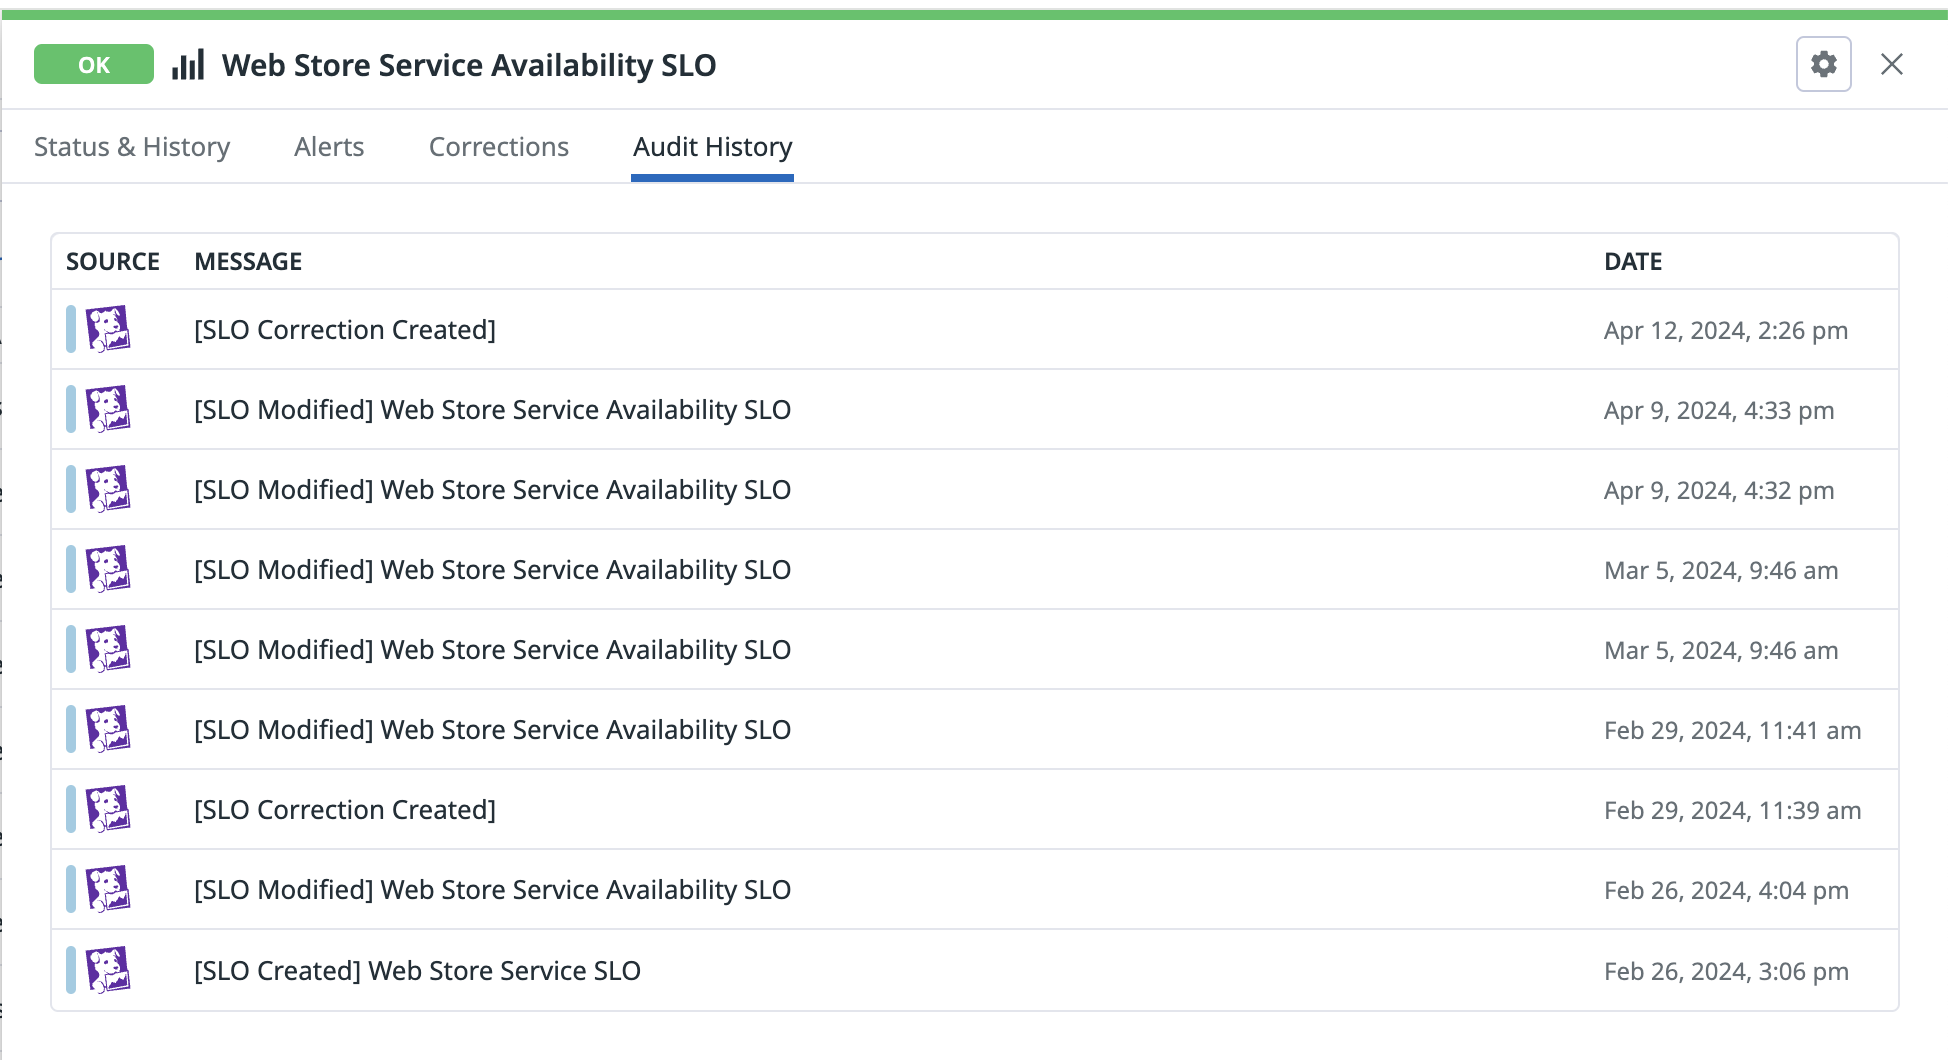 OK Web Store Service Availability SLO
Status & History Alerts Corrections Audit History
SOURCE MESSAGE DATE
[SLO Correction Created] Apr 12, 2024, 2:26 pm
[SLO Modified] Web Store Service Availability SLO Apr 9, 2024, 4:33 pm
[SLO Modified] Web Store Service Availability SLO Apr 9, 2024, 4:32 pm
[SLO Modified] Web Store Service Availability SLO Mar 5, 2024, 9:46 am
[SLO Modified] Web Store Service Availability SLO Mar 5, 2024, 9:46 am
[SLO Modified] Web Store Service Availability SLO Feb 29, 2024, 11:41 am
[SLO Correction Created] Feb 29, 2024, 11:39 am
[SLO Modified] Web Store Service Availability SLO Feb 26, 2024, 4:04 pm
[SLO Created] Web Store Service SLO Feb 26, 2024, 3:06 pm